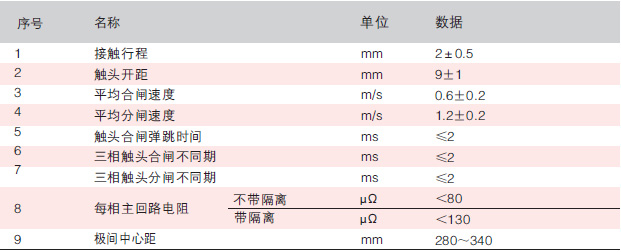 序号 名称 单位 数据
1 接触行程 mm 2±0.5
2 触头开距 mm 9±1
3 平均合闸速度 m/s 0.6±0.2
4 平均分闸速度 m/s 1.2±0.2
5 触头合闸弹跳时间 ms ≤2
6 三相触头合闸不同期 ms ≤2
7 三相触头分闸不同期 ms ≤2
8 每相主回路电阻 不带隔离 μΩ <80
带隔离 μΩ <130
9 极间中心距 mm 280～340